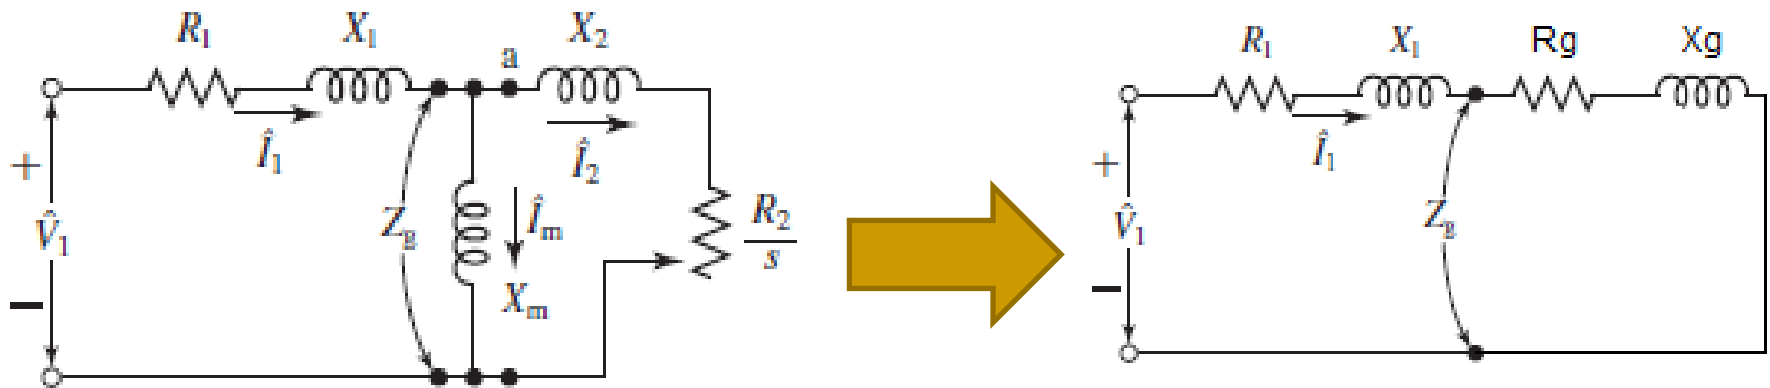 R₁ X₁ X₂
a
Î₁ Î₂
+
V̂₁
−
Zg
Îm
Xm
R₂
s
R₁ X₁ Rg Xg
Î₁
+
V̂₁
−
Zg